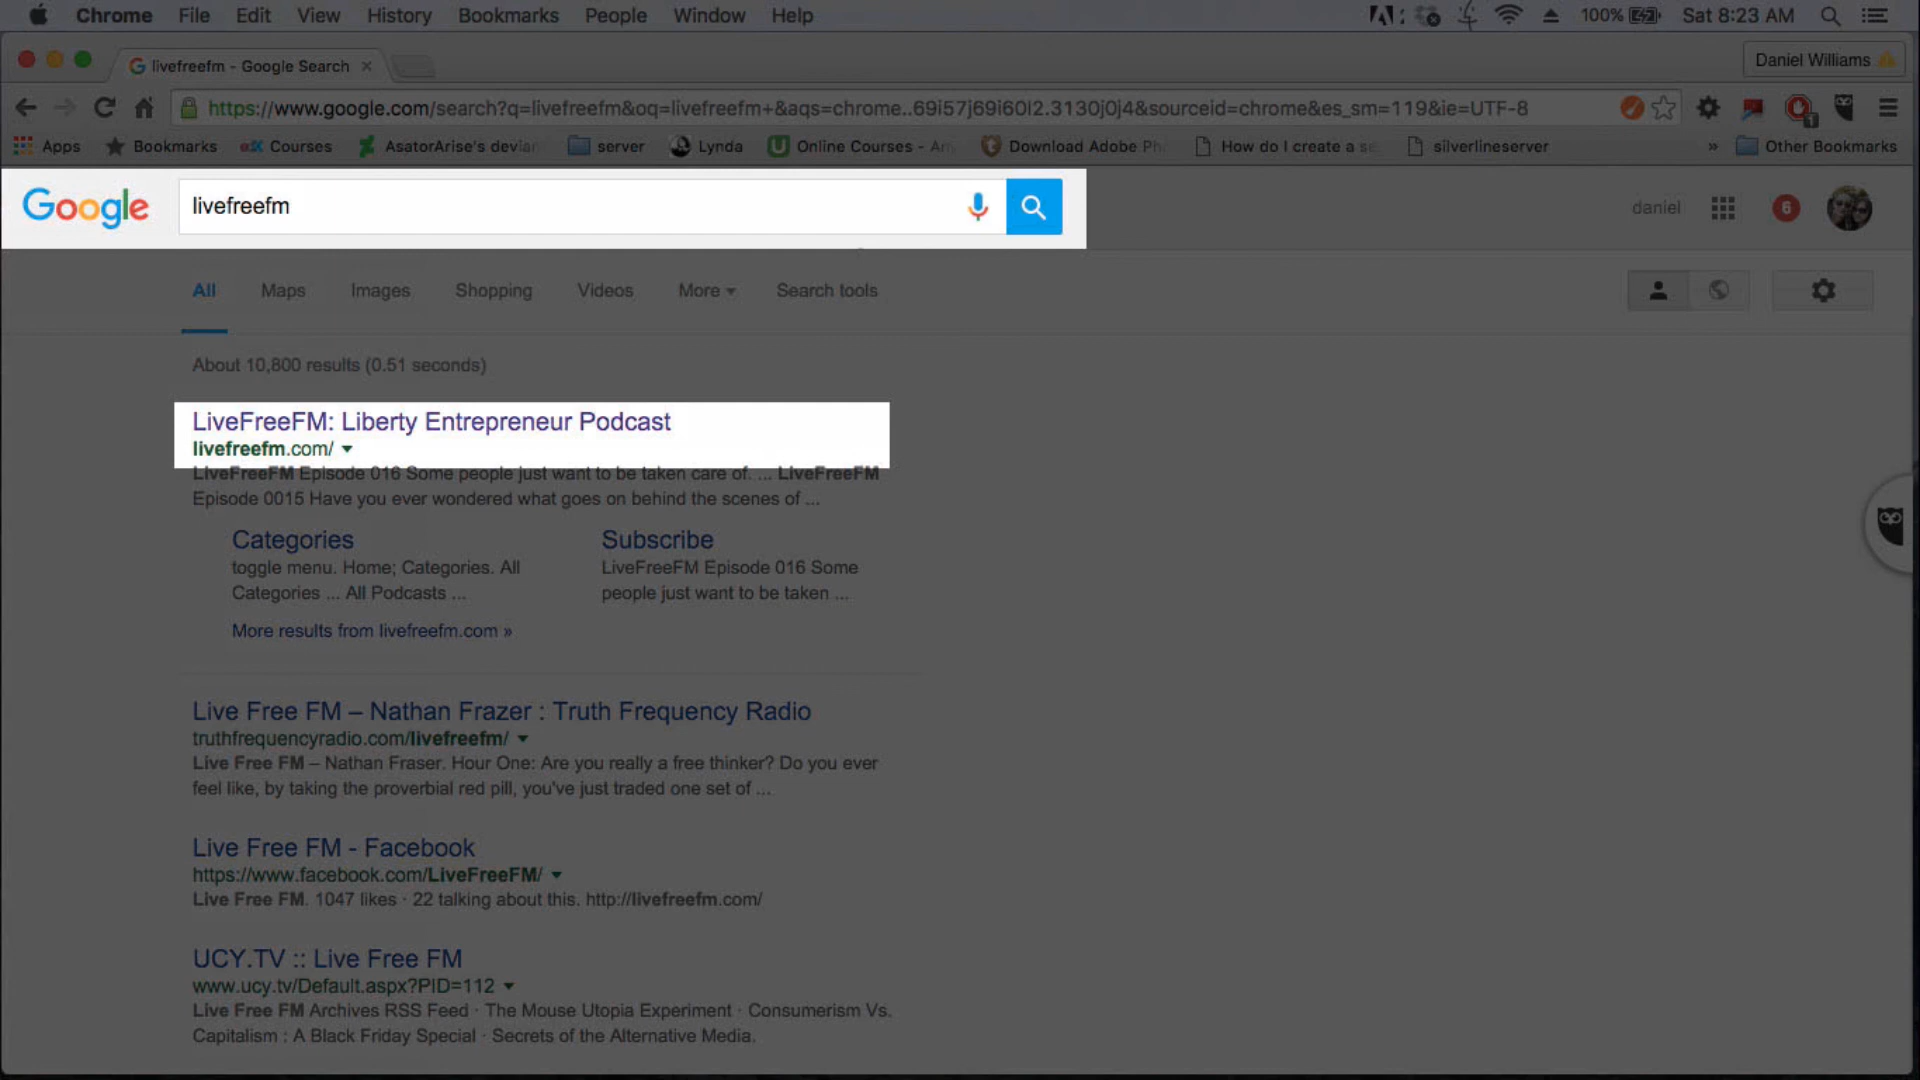 Chrome File Edit View History Bookmarks People Window Help 100% Sat 8:23 AM
livefreefm - Google Search Daniel Williams
https://www.google.com/search?q=livefreefm&oq=livefreefm+&aqs=chrome..69i57j69i60l2.3130j0j4&sourceid=chrome&es_sm=119&ie=UTF-8 1
Apps Bookmarks Courses AsatorArise's devian server Lynda Online Courses - An Download Adobe Ph How do I create a se silverlineserver » Other Bookmarks
Google livefreefm daniel 6
All Maps Images Shopping Videos More Search tools
About 10,800 results (0.51 seconds)
LiveFreeFM: Liberty Entrepreneur Podcast
livefreefm.com/
LiveFreeFM Episode 016 Some people just want to be taken care of. ... LiveFreeFM
Episode 0015 Have you ever wondered what goes on behind the scenes of ...
Categories
toggle menu. Home; Categories. All
Categories ... All Podcasts ...
Subscribe
LiveFreeFM Episode 016 Some
people just want to be taken ...
More results from livefreefm.com »
Live Free FM – Nathan Frazer : Truth Frequency Radio
truthfrequencyradio.com/livefreefm/
Live Free FM – Nathan Fraser. Hour One: Are you really a free thinker? Do you ever
feel like, by taking the proverbial red pill, you've just traded one set of ...
Live Free FM - Facebook
https://www.facebook.com/LiveFreeFM/
Live Free FM. 1047 likes · 22 talking about this. http://livefreefm.com/
UCY.TV :: Live Free FM
www.ucy.tv/Default.aspx?PID=112
Live Free FM Archives RSS Feed · The Mouse Utopia Experiment · Consumerism Vs.
Capitalism : A Black Friday Special · Secrets of the Alternative Media.